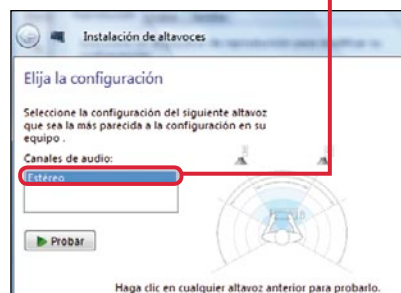 Instalación de altavoces
Elija la configuración
Seleccione la configuración del siguiente altavoz
que sea la más parecida a la configuración en su
equipo .
Canales de audio:
Estéreo
Probar
Haga clic en cualquier altavoz anterior para probarlo.